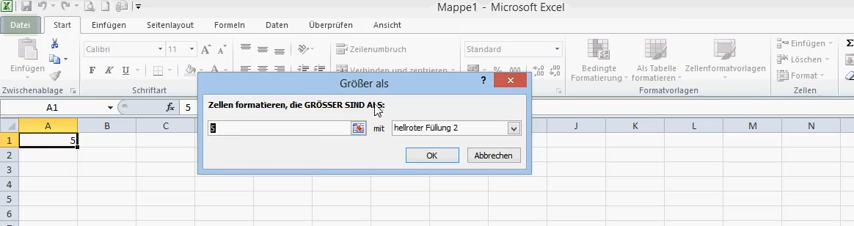 Mappe1 - Microsoft Excel
Datei Start Einfügen Seitenlayout Formeln Daten Überprüfen Ansicht
Calibri 11 Zeilenumbruch Standard Einfügen
Einfügen F K U Verbinden und zentrieren % 000 Bedingte Formatierung Als Tabelle formatieren Zellenformatvorlagen Löschen Format
Zwischenablage Schriftart Formatvorlagen Zellen
Größer als
Zellen formatieren, die GRÖSSER SIND ALS:
5 mit hellroter Füllung 2
OK Abbrechen
A1 fx 5
A B C D I J K L M
1 5
2
3
4
5
6